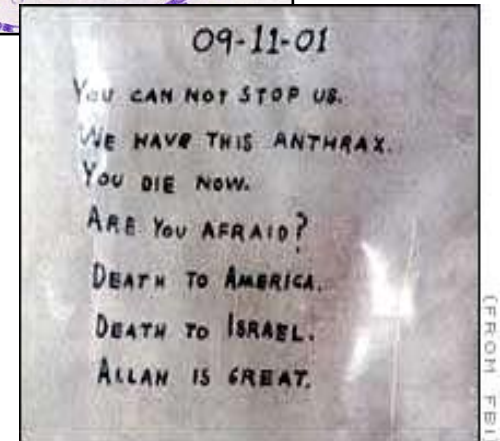 09-11-01
YOU CAN NOT STOP US.
WE HAVE THIS ANTHRAX.
YOU DIE NOW.
ARE YOU AFRAID?
DEATH TO AMERICA.
DEATH TO ISRAEL.
ALLAH IS GREAT.
(FROM FBI